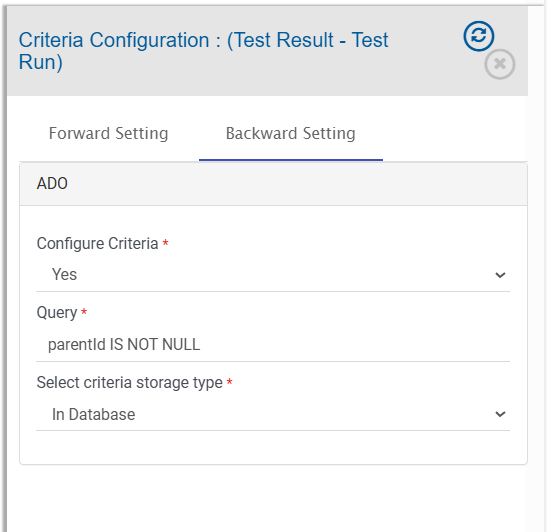 Criteria Configuration : (Test Result - Test
Run)
Forward Setting
Backward Setting
ADO
Configure Criteria *
Yes
Query *
parentId IS NOT NULL
Select criteria storage type *
In Database